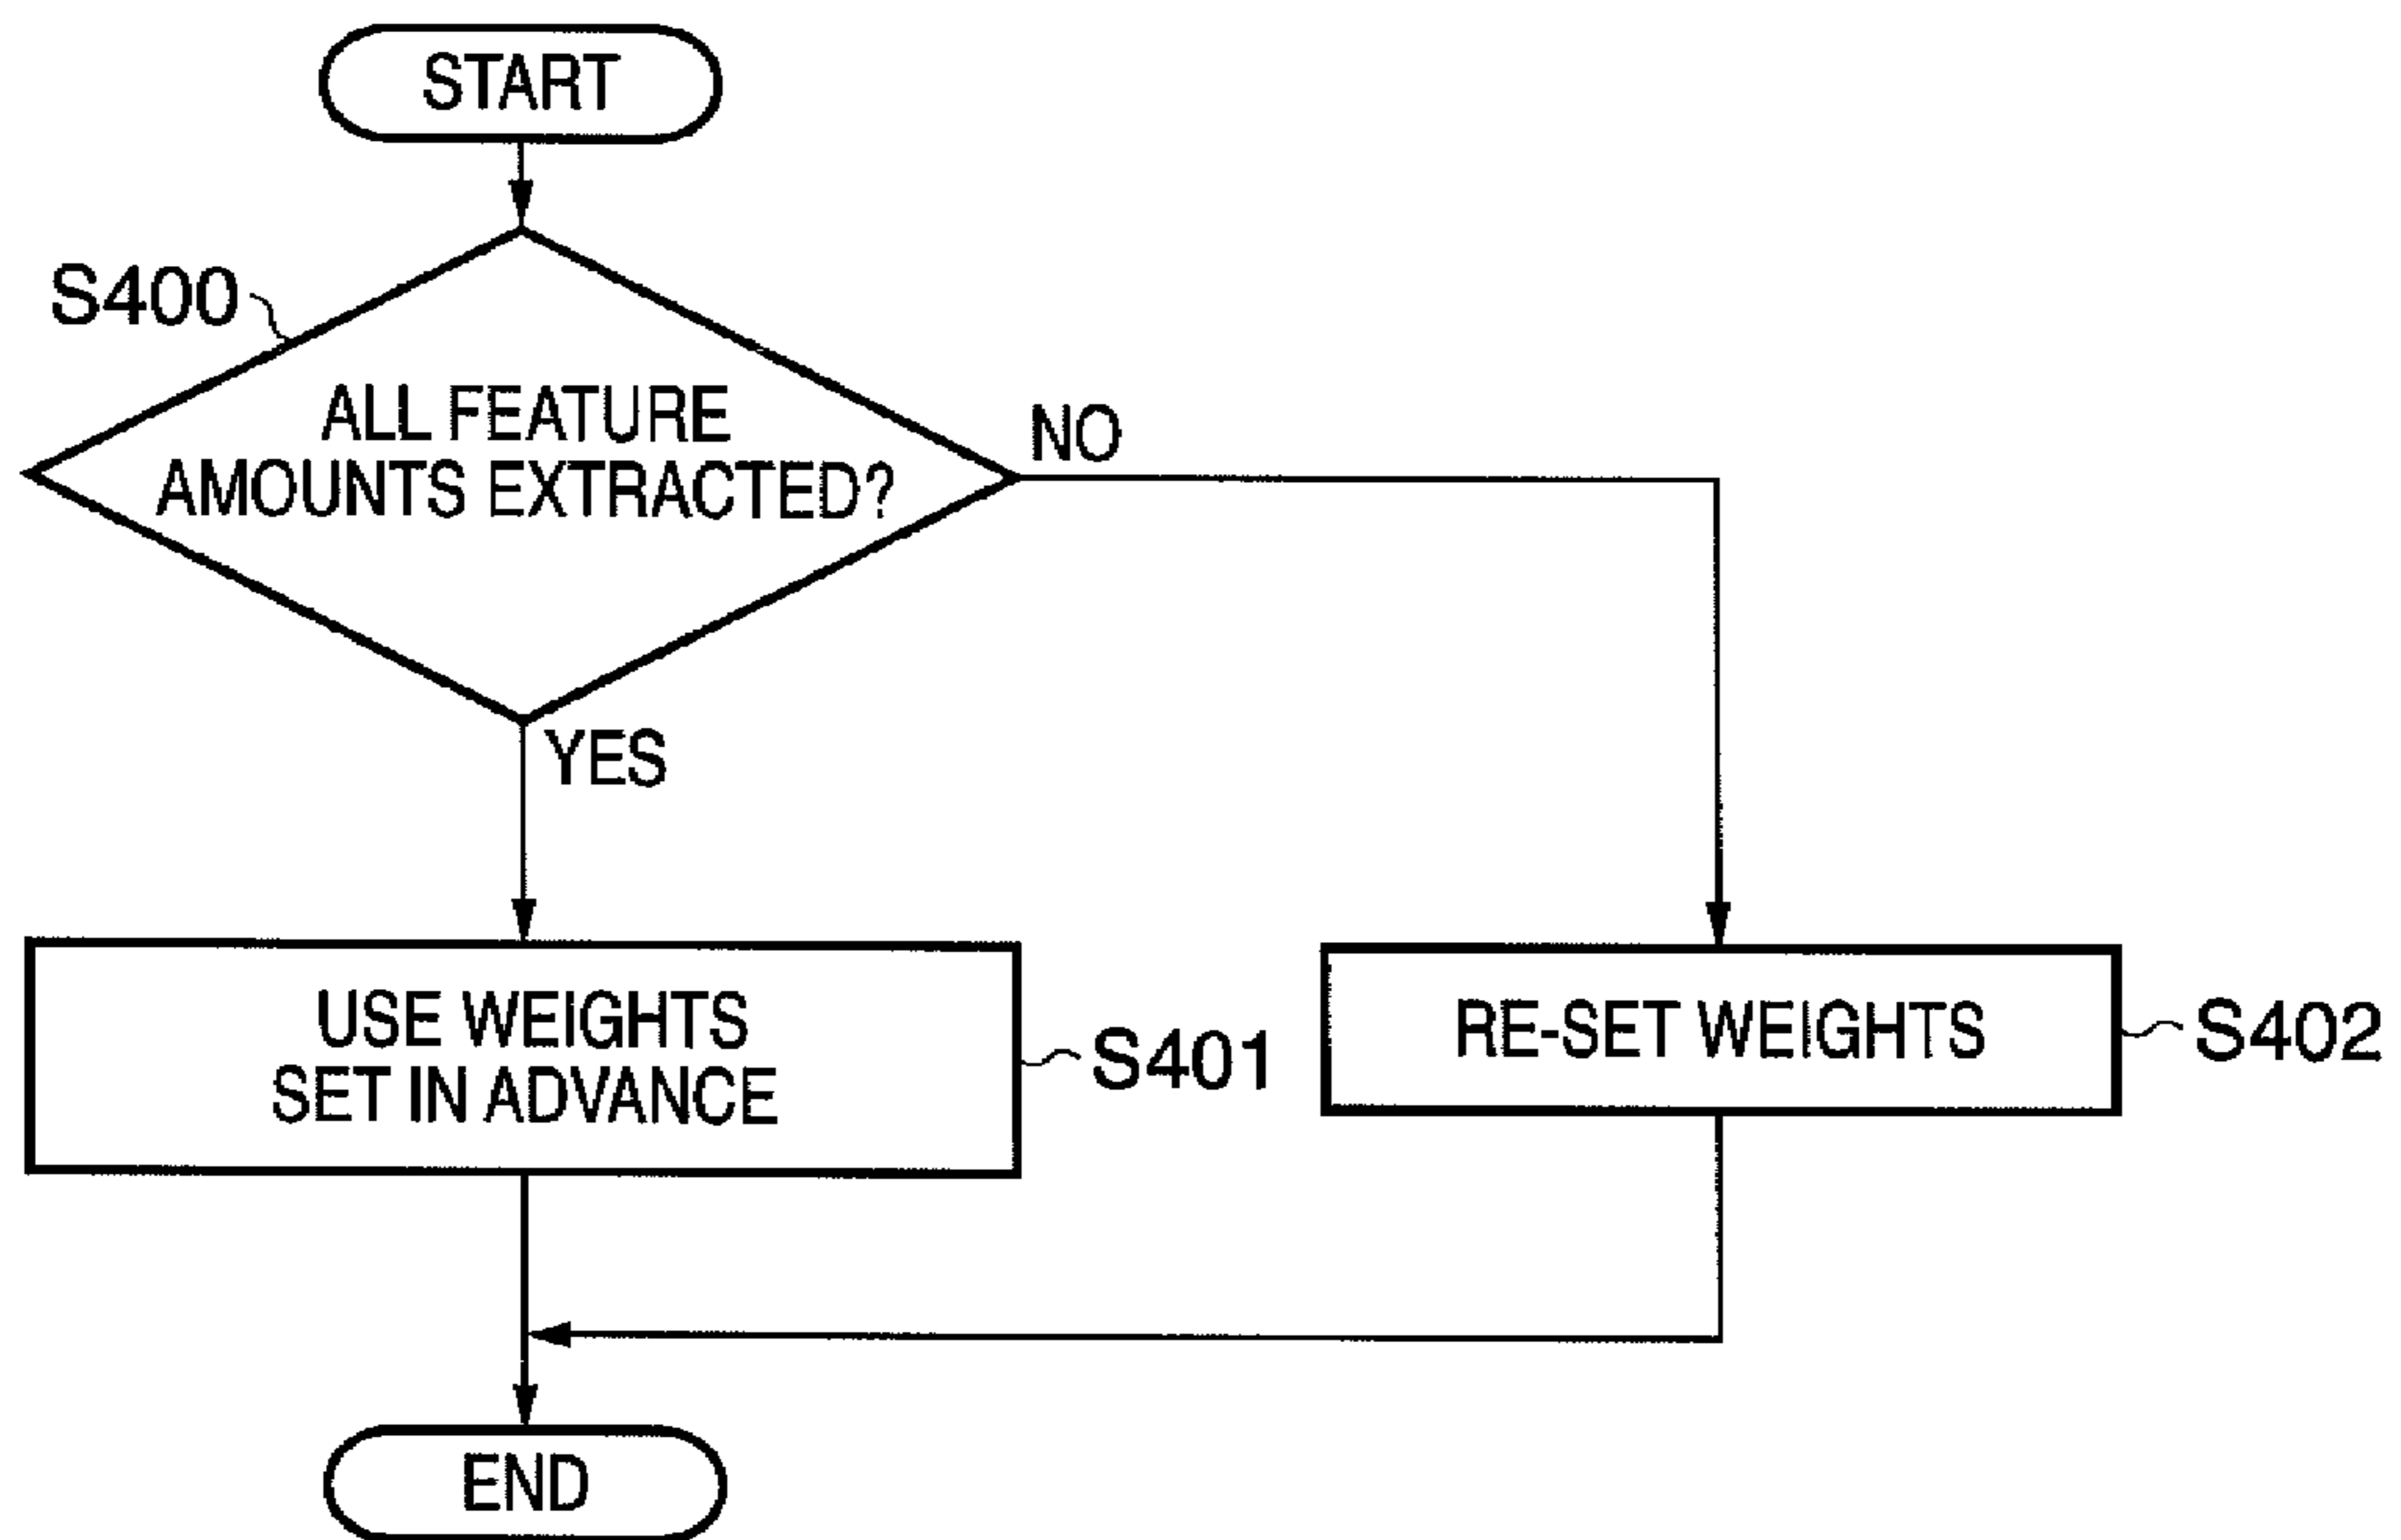 START
S400
ALL FEATURE
AMOUNTS EXTRACTED?
NO
YES
USE WEIGHTS
SET IN ADVANCE
S401
RE-SET WEIGHTS
S402
END